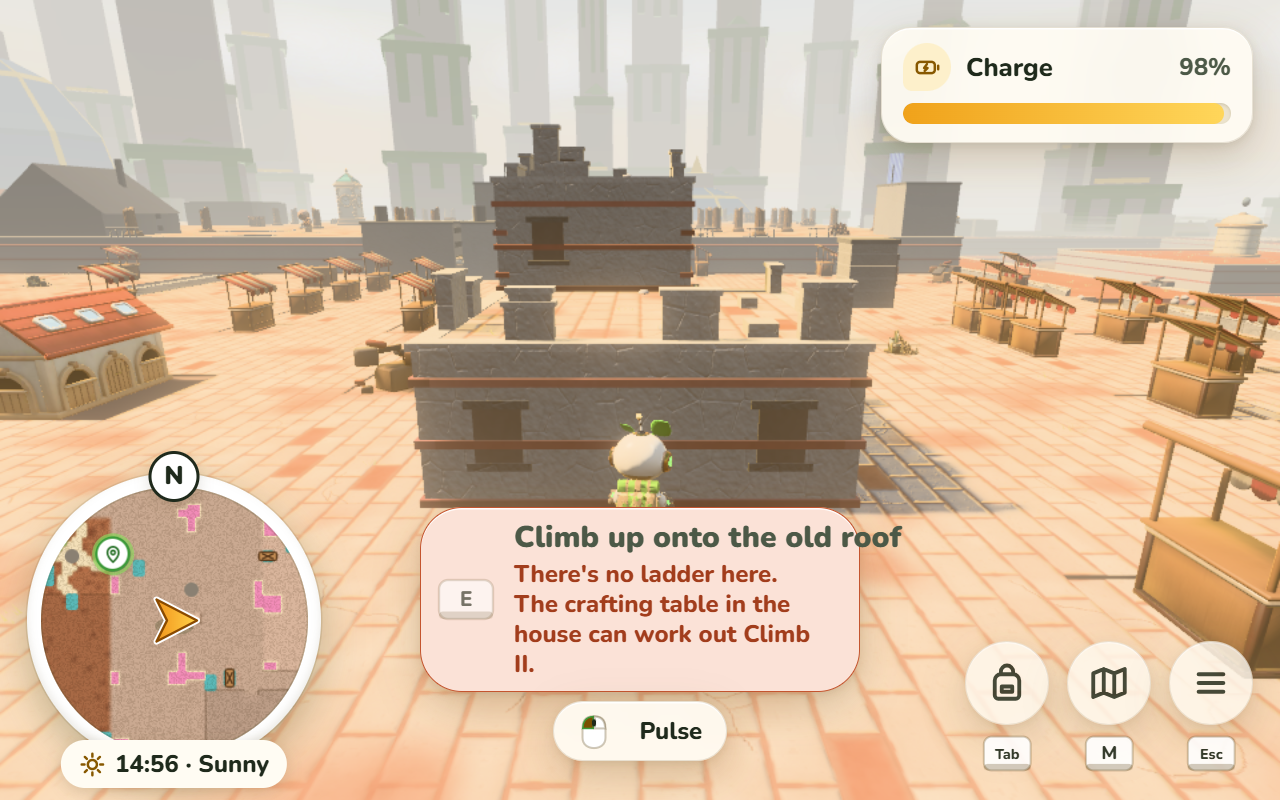 Charge 98%
N
Climb up onto the old roof
E
There's no ladder here.
The crafting table in the
house can work out Climb
II.
Pulse
14:56 · Sunny
Tab
M
Esc